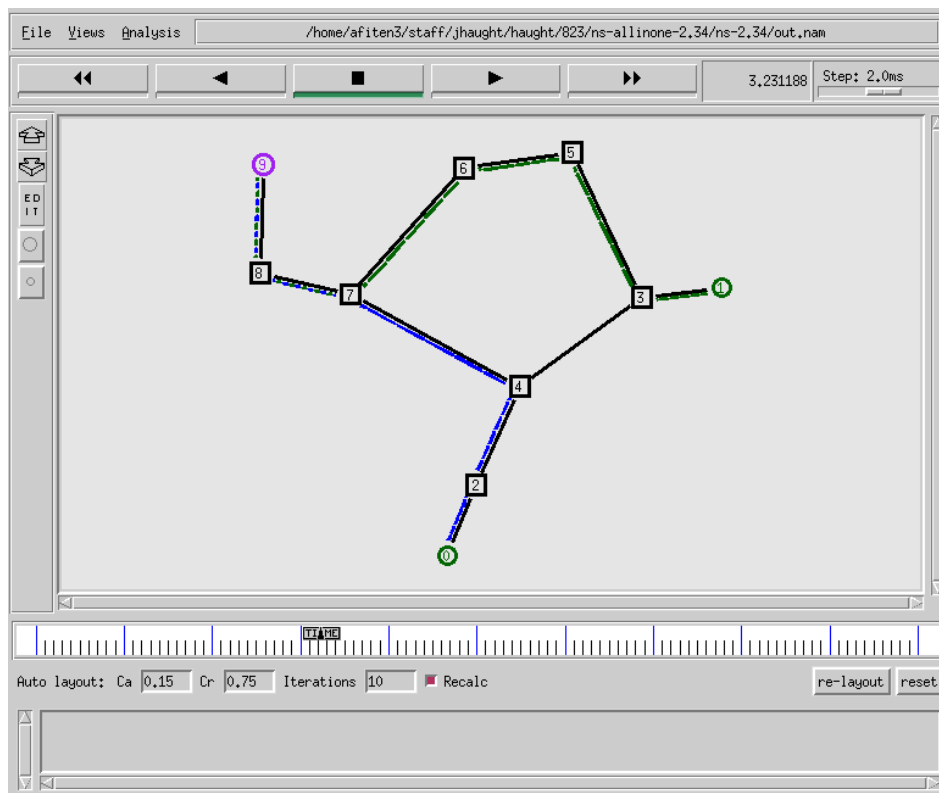 File Views Analysis /home/afiten3/staff/jhaught/haught/823/ns-allinone-2.34/ns-2.34/out.nam
3.231188 Step: 2.0ms
ED
IT
9
6
5
8
7
3
1
4
2
0
TIME
Auto layout: Ca 0.15 Cr 0.75 Iterations 10 Recalc re-layout reset